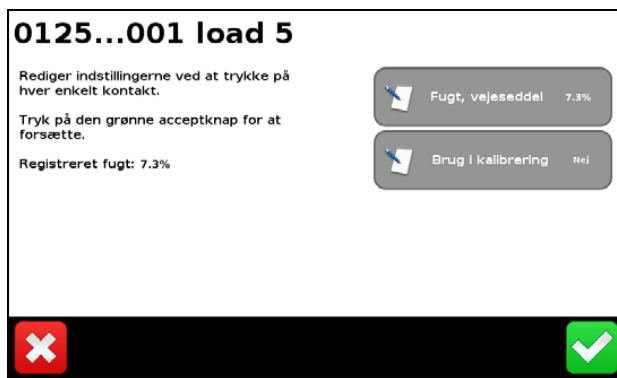 0125...001 load 5
Rediger indstillingerne ved at trykke på
hver enkelt kontakt.
Tryk på den grønne acceptknap for at
forsætte.
Registreret fugt: 7.3%
Fugt, vejeseddel 7.3%
Brug i kalibrering Nej